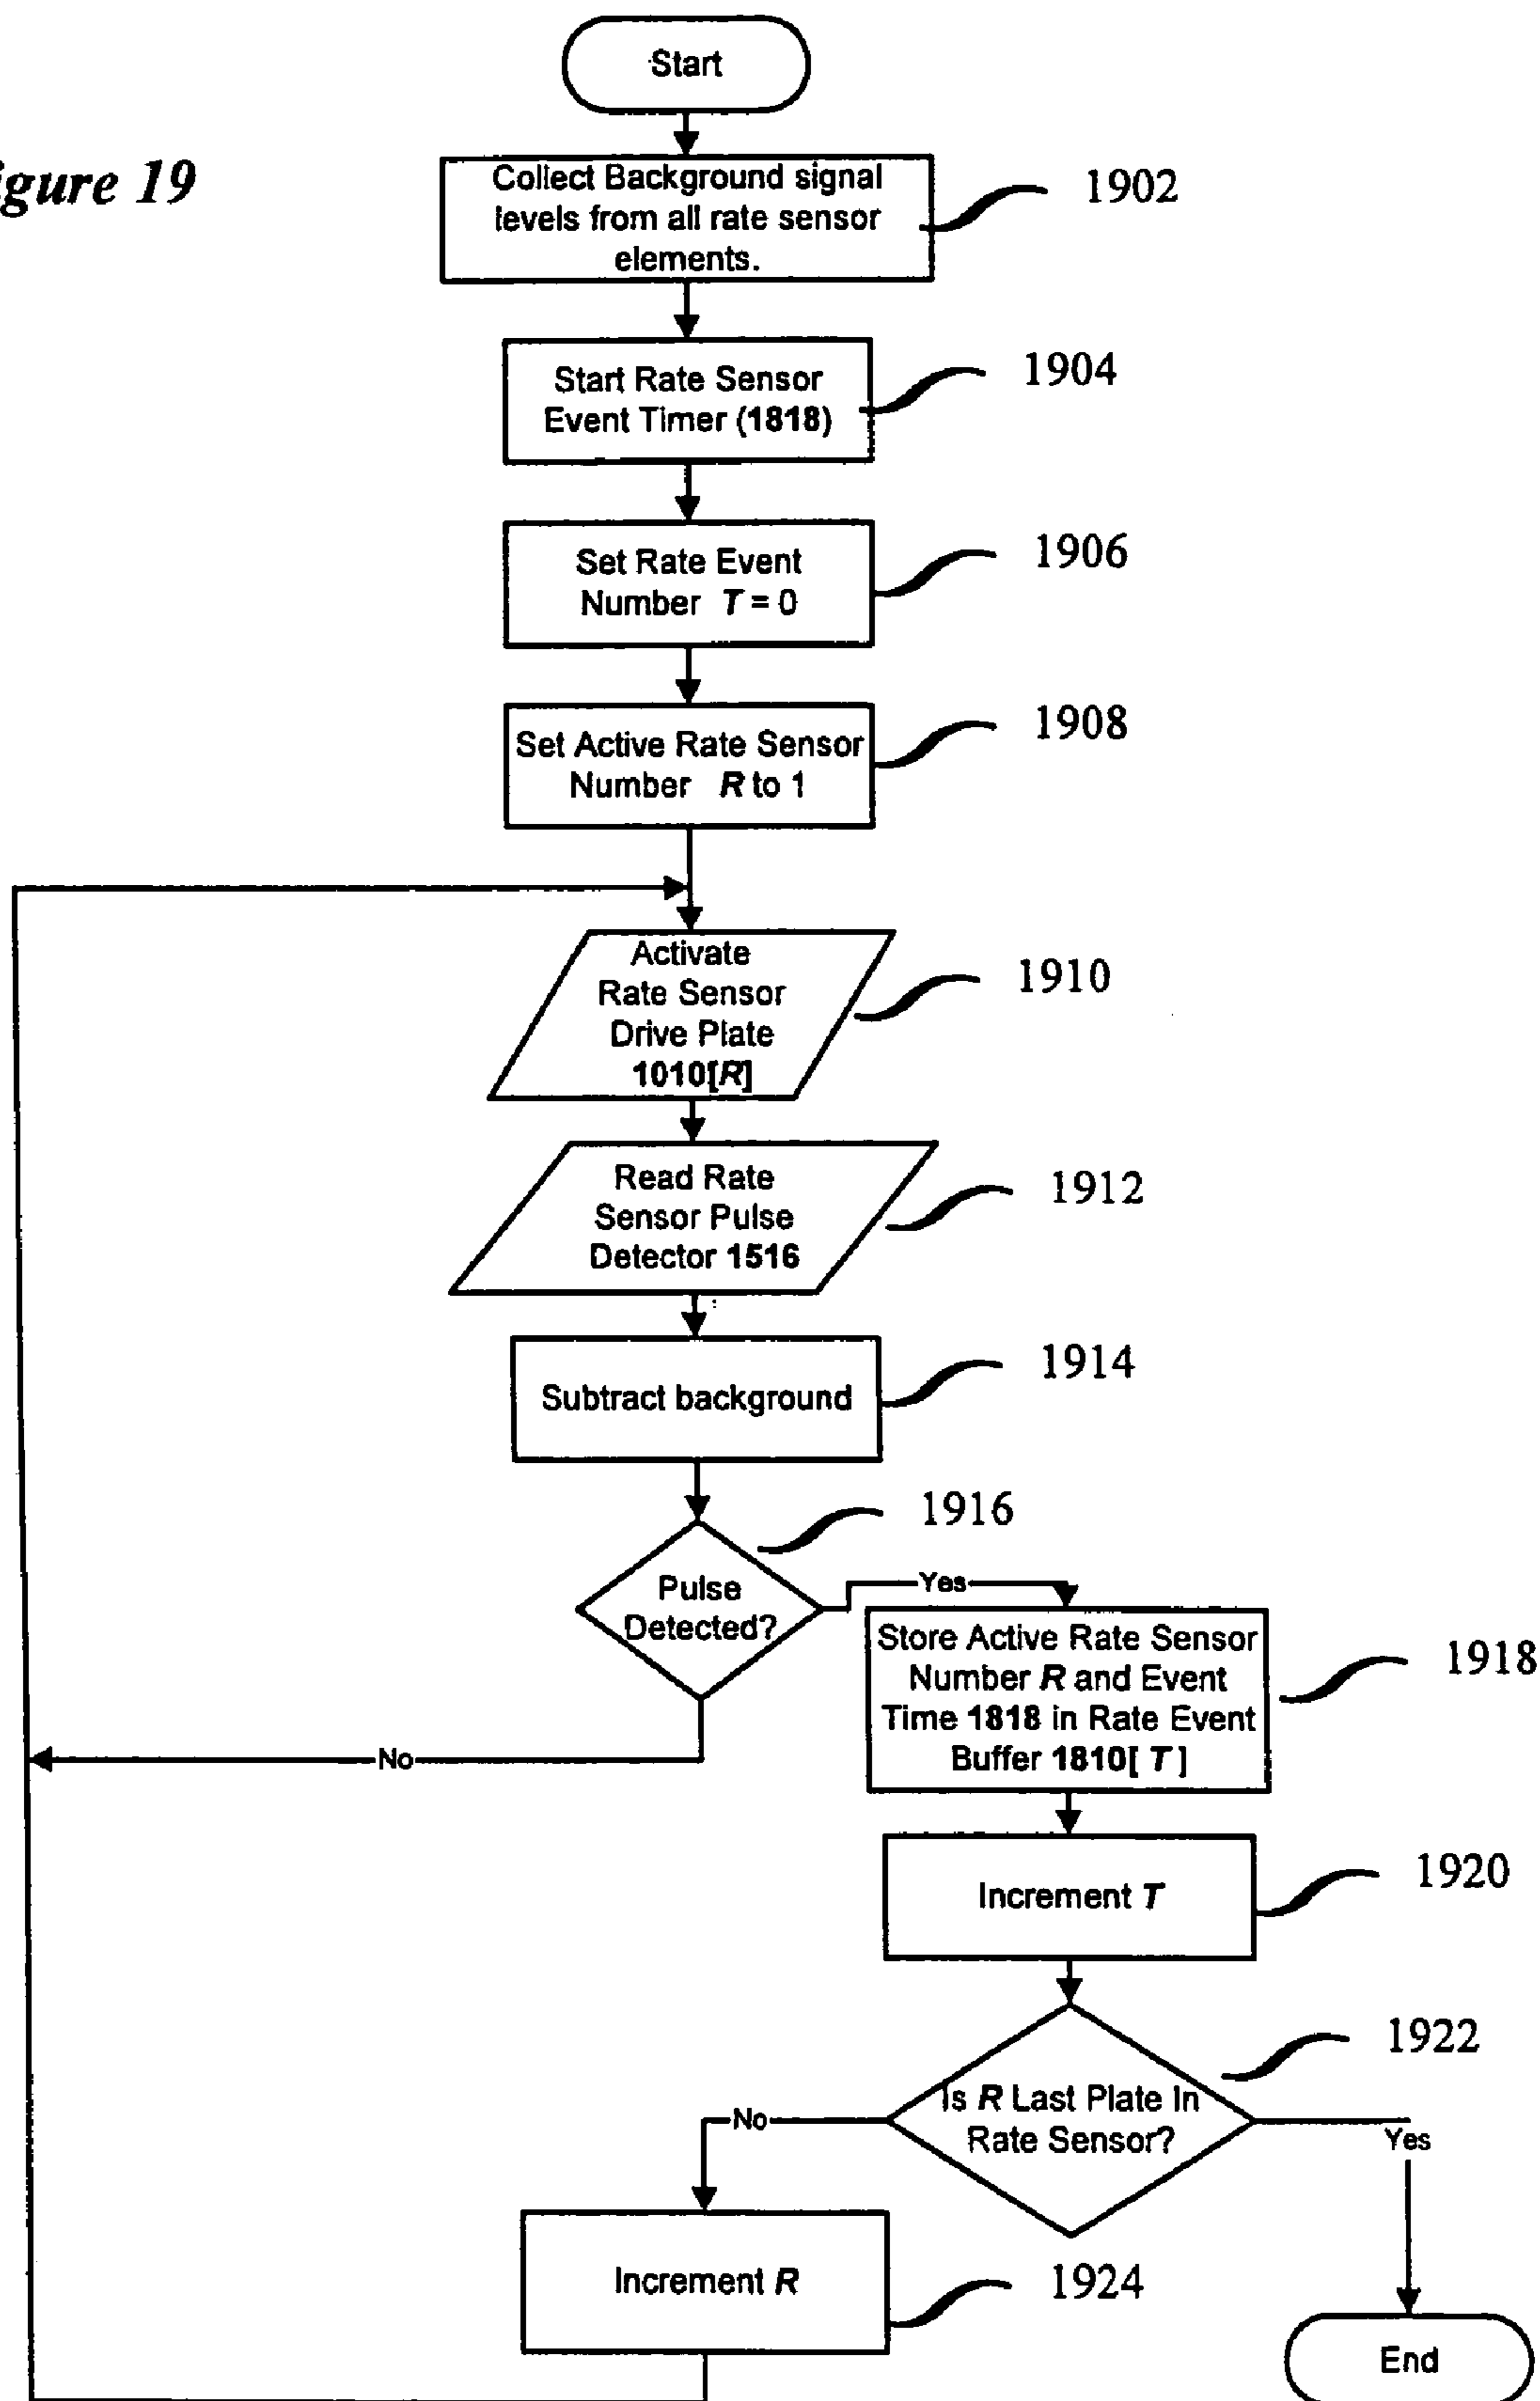 Start
igure 19
Collect Background signal
levels from all rate sensor
elements.
1902
Start Rate Sensor
Event Timer (1818)
1904
Set Rate Event
Number T = 0
1906
Set Active Rate Sensor
Number R to 1
1908
Activate
Rate Sensor
Drive Plate
1010[R]
1910
Read Rate
Sensor Pulse
Detector 1516
1912
Subtract background
1914
1916
Pulse
Detected?
Yes
No
Store Active Rate Sensor
Number R and Event
Time 1818 in Rate Event
Buffer 1810[ T ]
1918
Increment T
1920
1922
Is R Last Plate In
Rate Sensor?
No
Yes
Increment R
1924
End